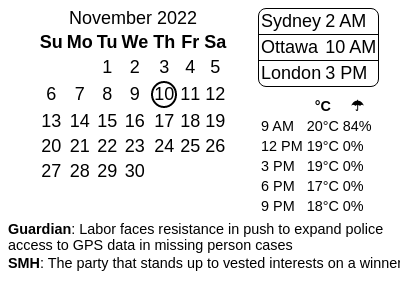 November 2022
Su Mo Tu We Th Fr Sa
1 2 3 4 5
6 7 8 9 10 11 12
13 14 15 16 17 18 19
20 21 22 23 24 25 26
27 28 29 30
Sydney 2 AM
Ottawa 10 AM
London 3 PM
°C ☂
9 AM 20°C 84%
12 PM 19°C 0%
3 PM 19°C 0%
6 PM 17°C 0%
9 PM 18°C 0%
Guardian: Labor faces resistance in push to expand police
access to GPS data in missing person cases
SMH: The party that stands up to vested interests on a winner